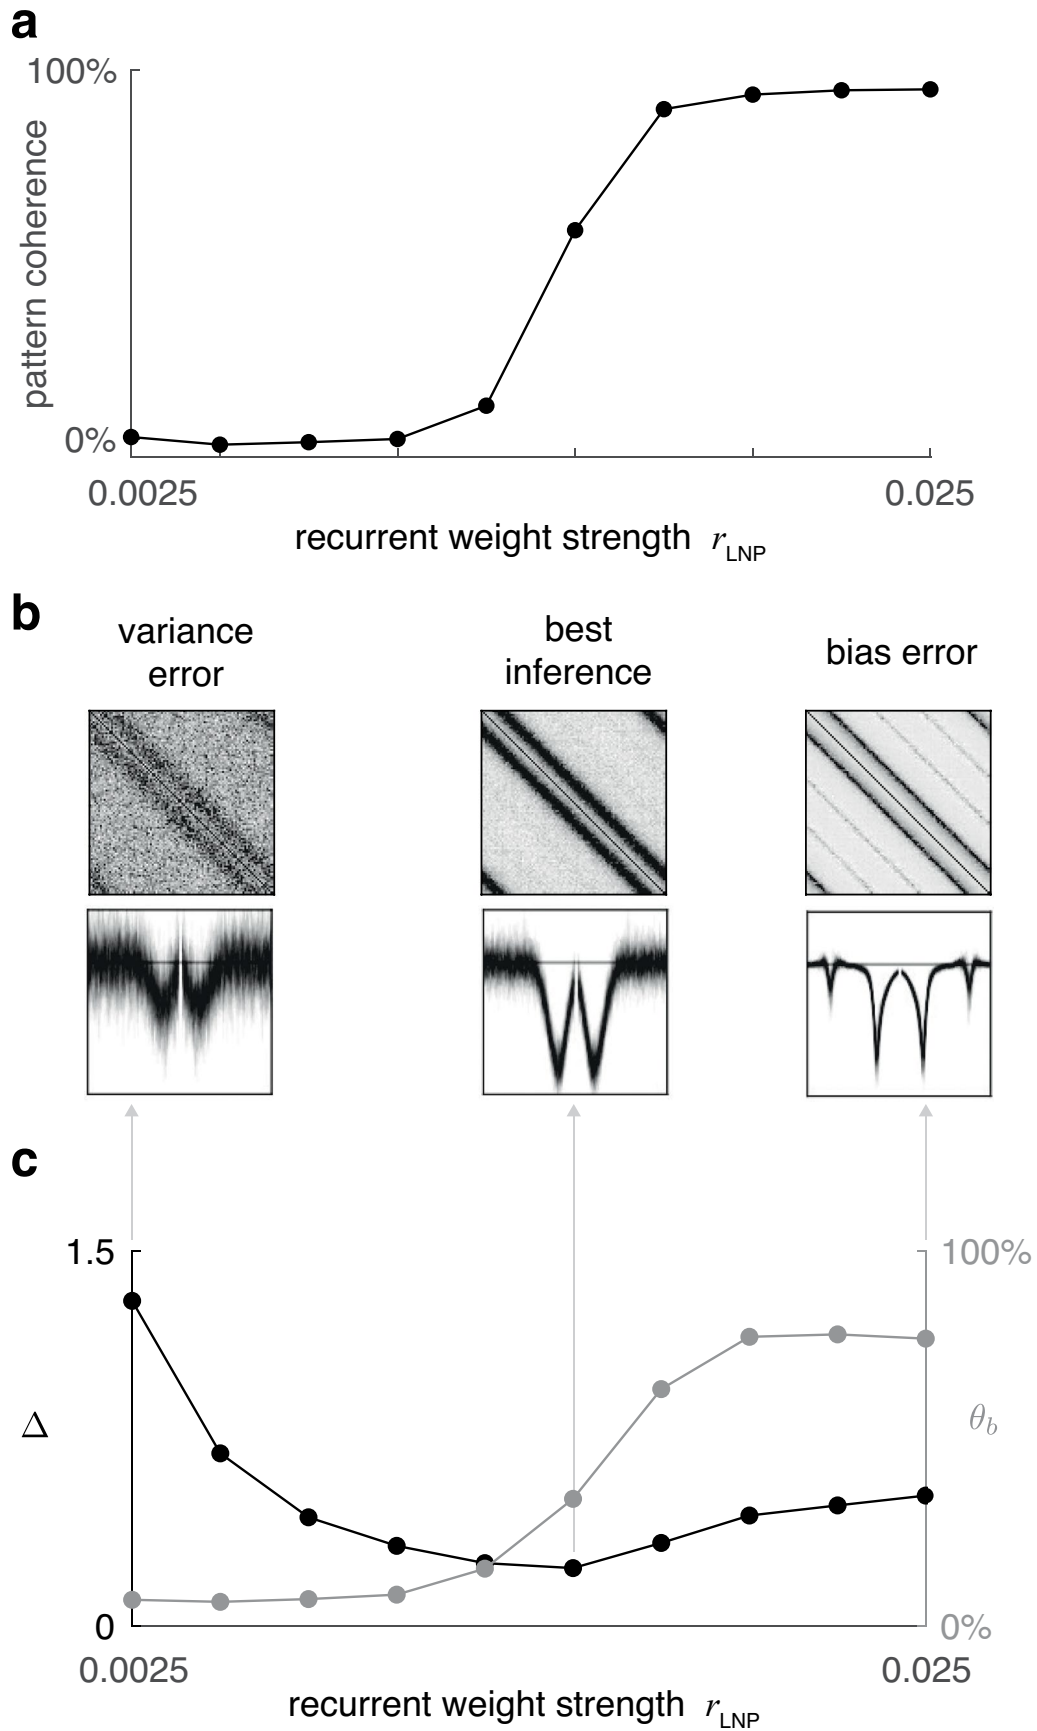 a
100%
pattern coherence
0%
0.0025
0.025
recurrent weight strength r_LNP
b
variance
error
best
inference
bias error
c
1.5
100%
Δ
θ_b
0
0%
0.0025
0.025
recurrent weight strength r_LNP